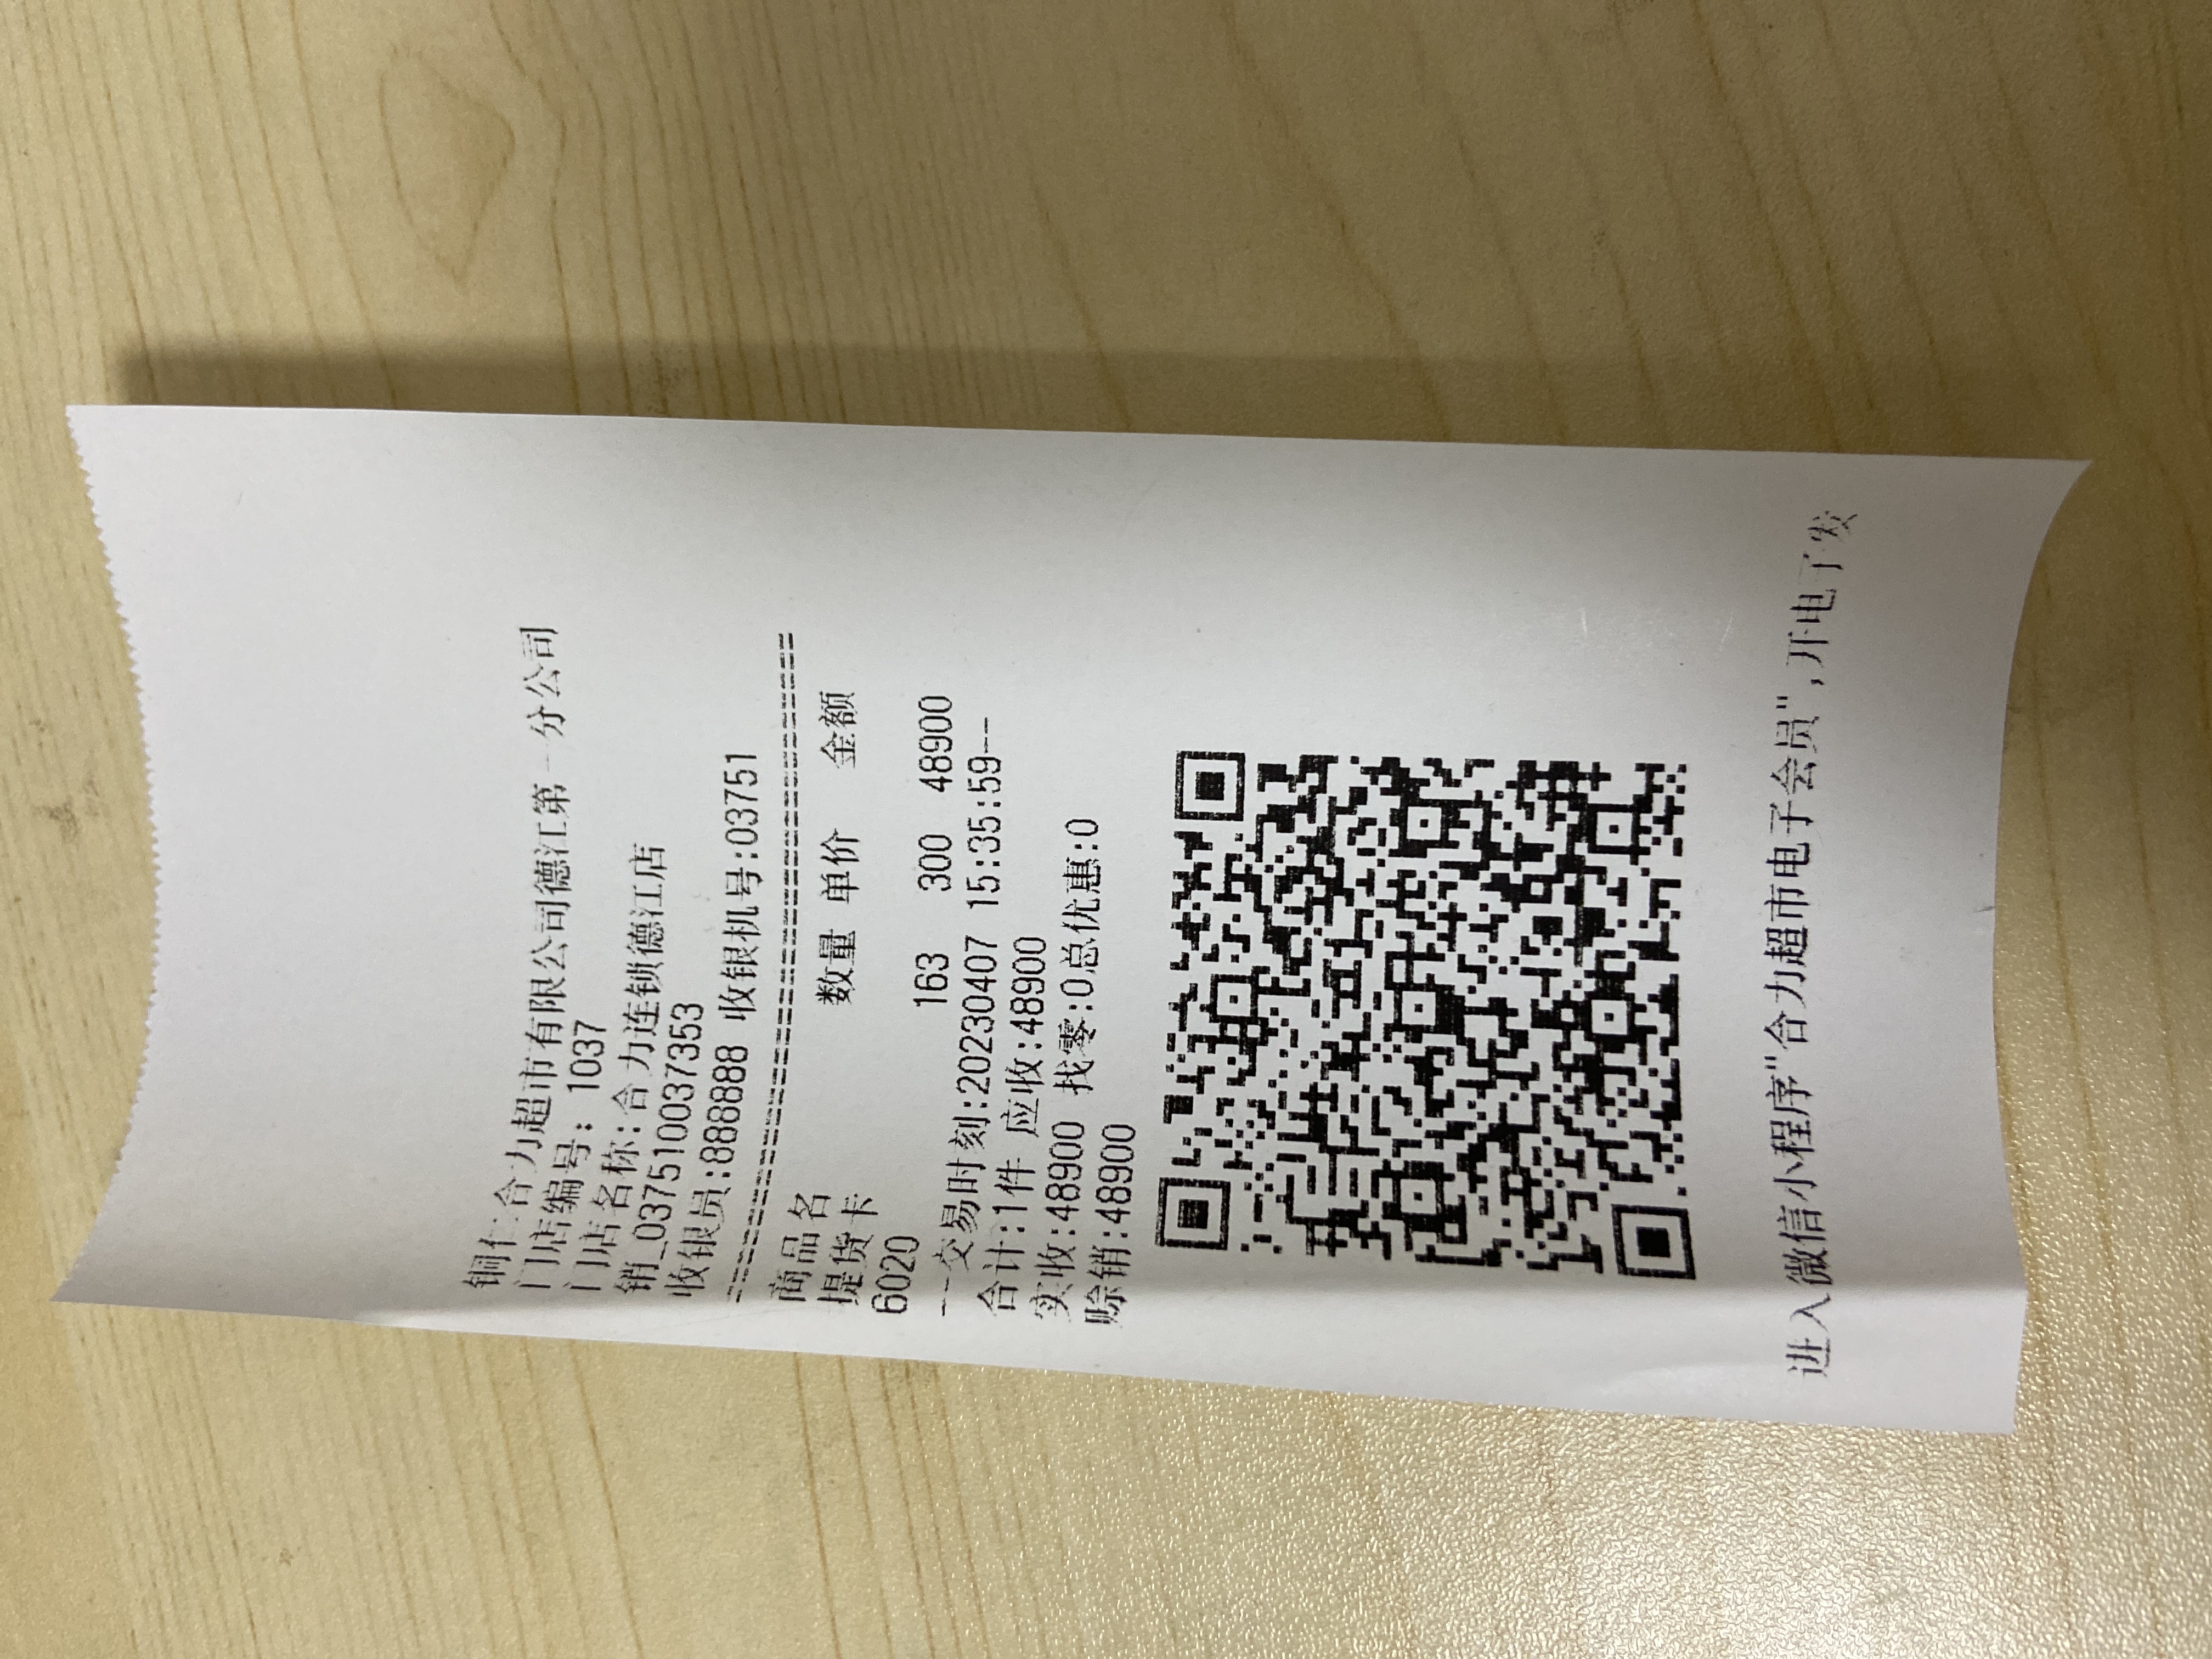 铜仁合力超市有限公司德江第一分公司
门店编号: 1037
门店名称:合力连锁德江店
销_0375100037353
收银员:888888 收银机号:03751
商品名 数量 单价 金额
提货卡
6020 163 300 48900
--交易时刻:20230407 15:35:59--
合计:1件 应收:48900
实收:48900 找零:0总优惠:0
赊销:48900
进入微信小程序"合力超市电子会员",开电子发